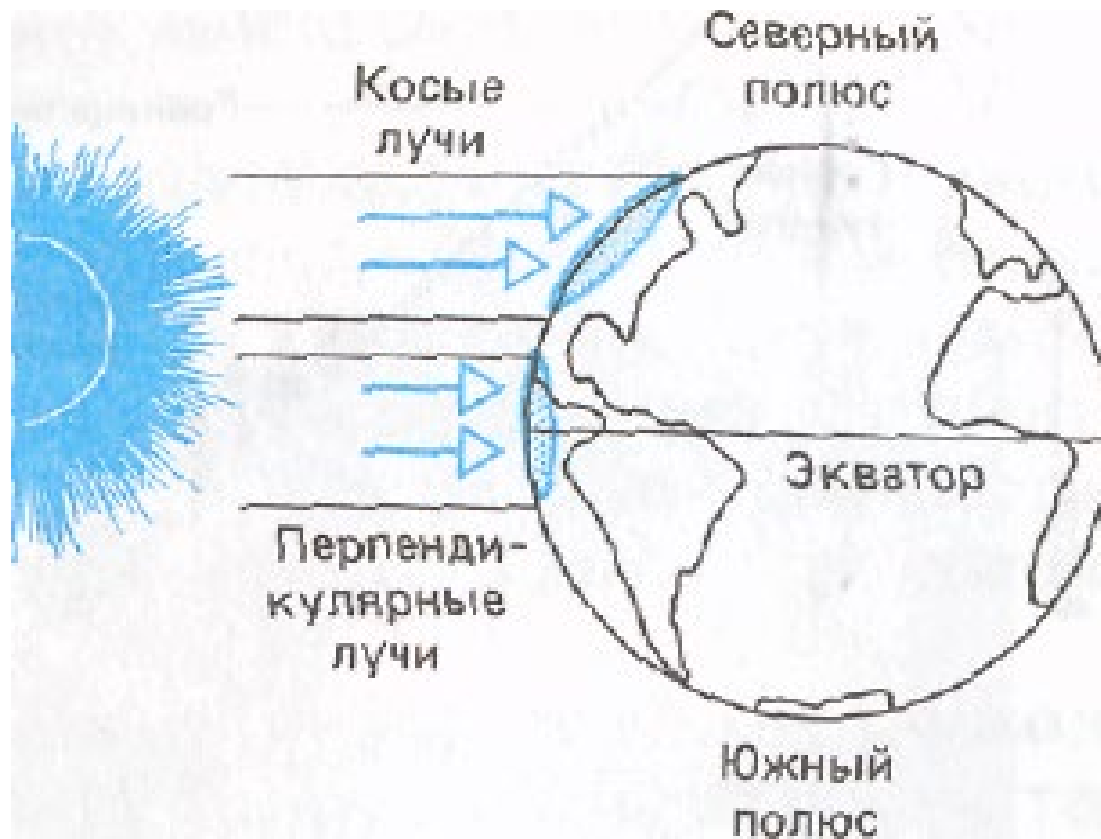 Северный
полюс
Косые
лучи
Экватор
Перпенди-
кулярные
лучи
Южный
полюс